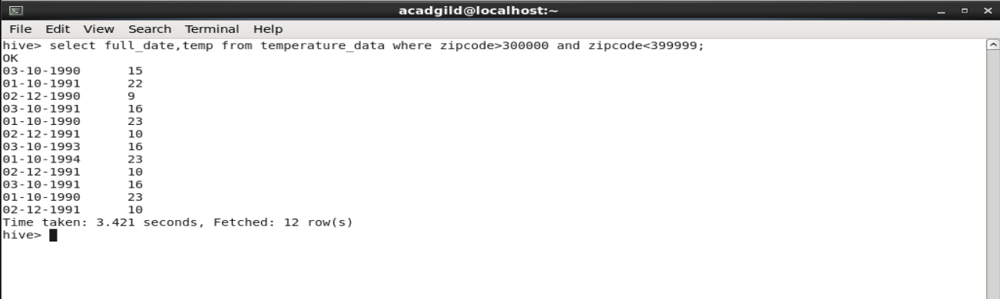 acadgild@localhost:~
File Edit View Search Terminal Help
hive> select full_date,temp from temperature_data where zipcode>300000 and zipcode<399999;
OK
03-10-1990 15
01-10-1991 22
02-12-1990 9
03-10-1991 16
01-10-1990 23
02-12-1991 10
03-10-1993 16
01-10-1994 23
02-12-1991 10
03-10-1991 16
01-10-1990 23
02-12-1991 10
Time taken: 3.421 seconds, Fetched: 12 row(s)
hive>